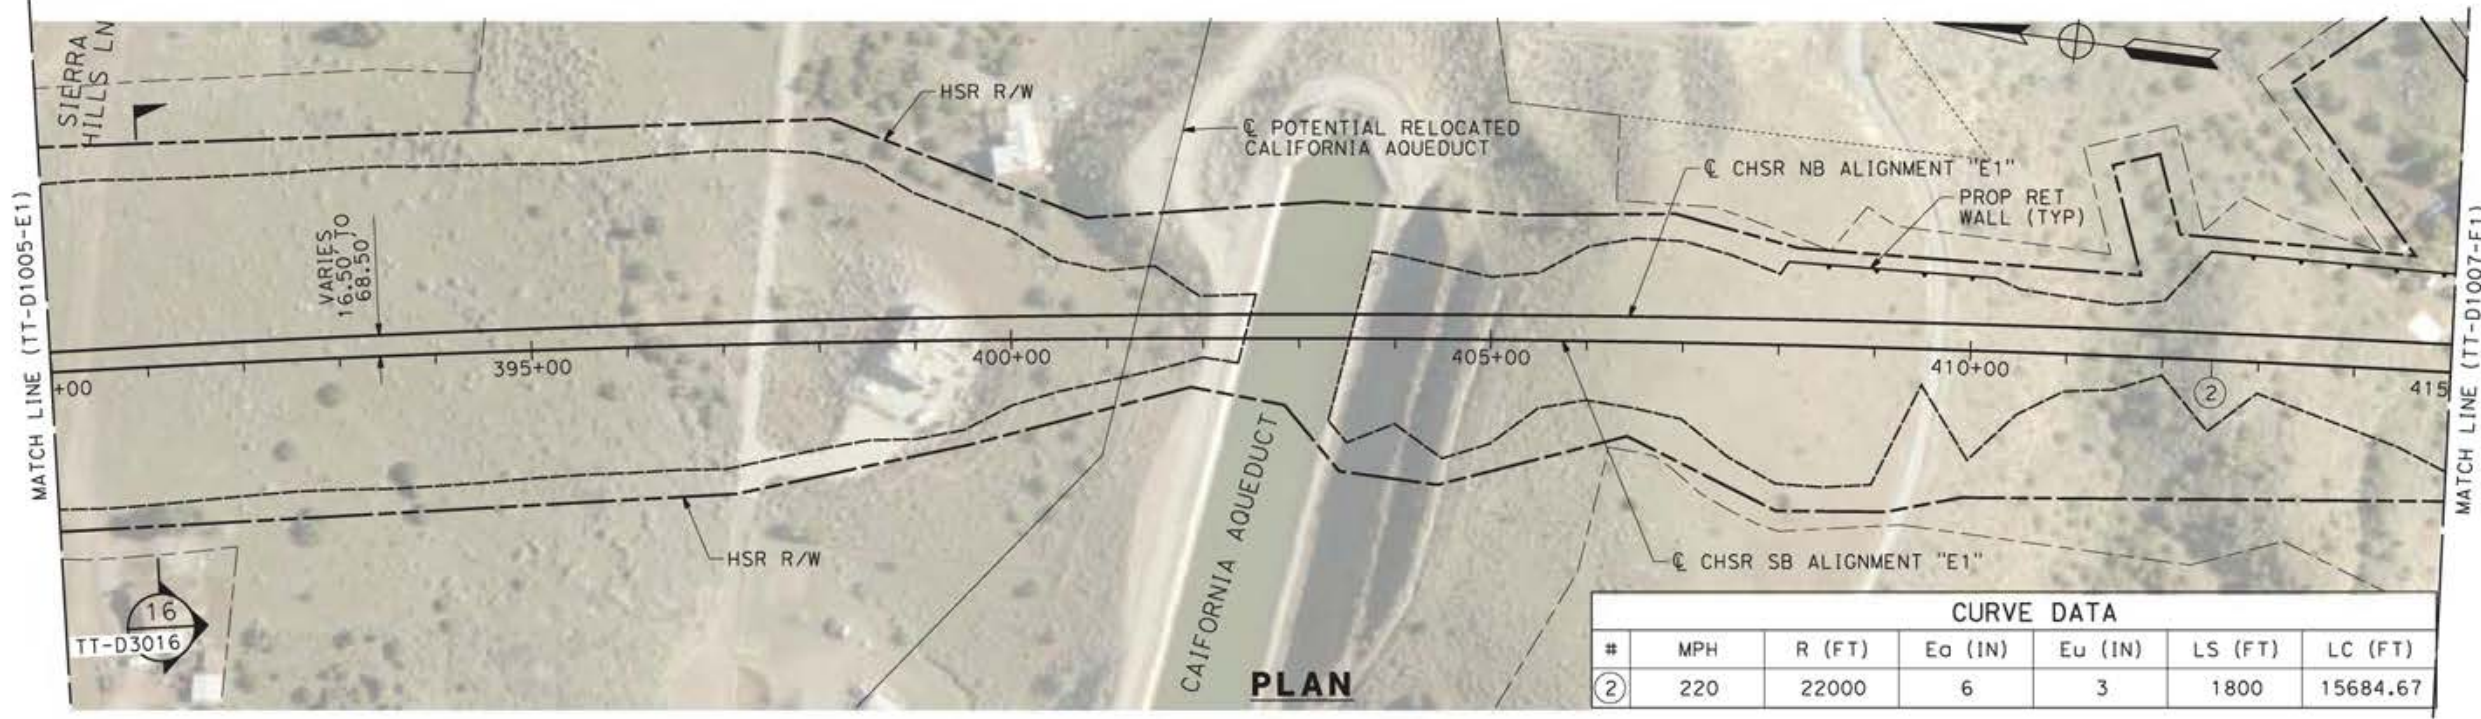 MATCH LINE (TT-D1005-E1)
SIERRA
HILLS LN
VARIES
16.50' TO
68.50'
HSR R/W
℄ POTENTIAL RELOCATED
CALIFORNIA AQUEDUCT
℄ CHSR NB ALIGNMENT "E1"
PROP RET
WALL (TYP)
+00
395+00
400+00
405+00
410+00
415
2
MATCH LINE (TT-D1007-E1)
CAIFORNIA AQUEDUCT
HSR R/W
℄ CHSR SB ALIGNMENT "E1"
16
TT-D3016
PLAN
CURVE DATA
# MPH R (FT) Ea (IN) Eu (IN) LS (FT) LC (FT)
2 220 22000 6 3 1800 15684.67